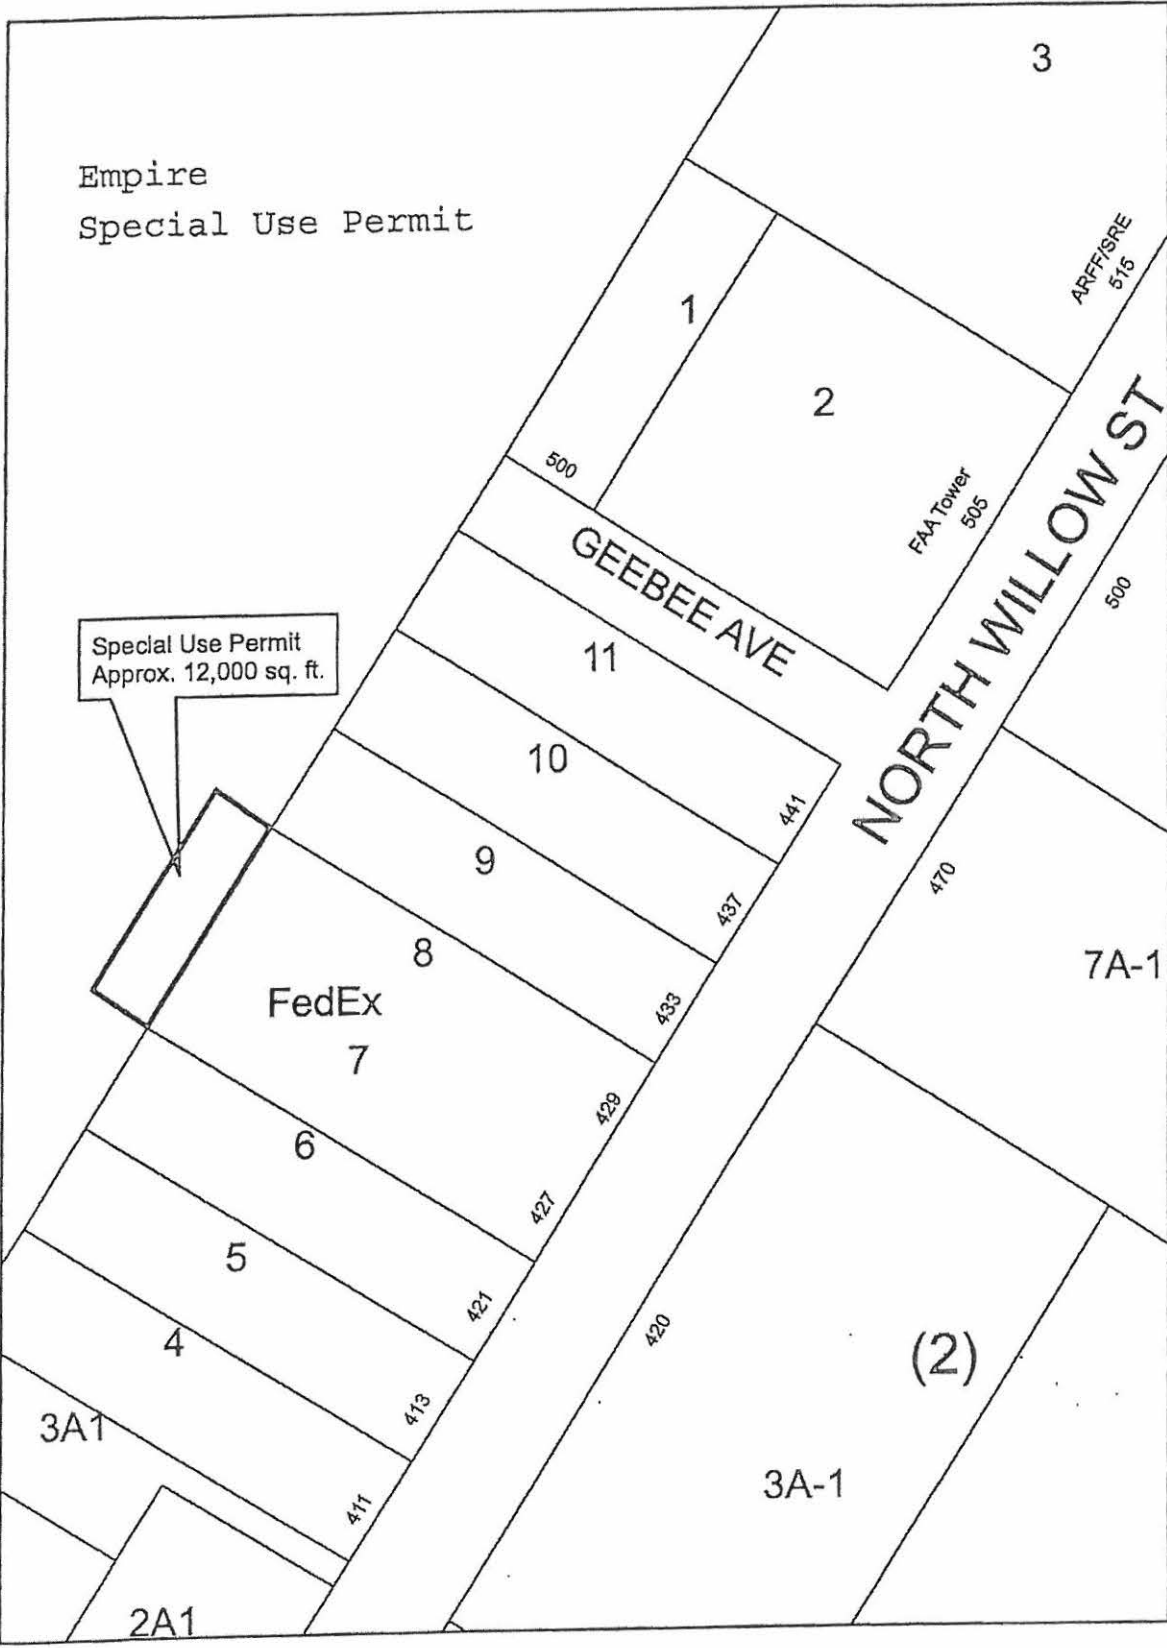 3
Empire
Special Use Permit
ARFF/SRE
515
1
2
500
FAA Tower
505
GEEBEE AVE
NORTH WILLOW ST
500
Special Use Permit
Approx. 12,000 sq. ft.
11
10
441
9
437
470
8
433
7A-1
FedEx
7
429
6
427
5
421
420
4
(2)
413
3A1
3A-1
411
2A1